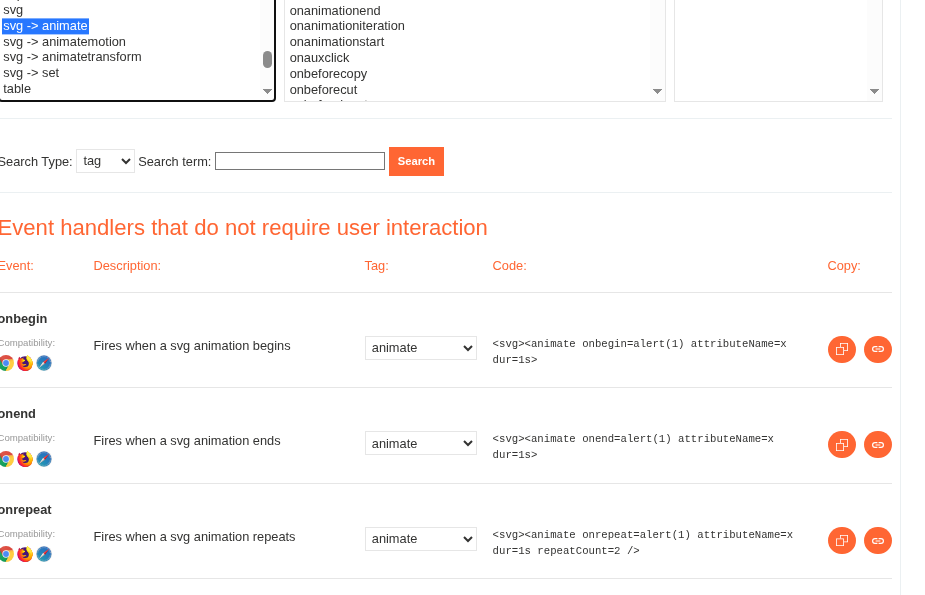 svg
svg -> animate
svg -> animatemotion
svg -> animatetransform
svg -> set
table
onanimationend
onanimationiteration
onanimationstart
onauxclick
onbeforecopy
onbeforecut
Search Type: tag Search term: Search
Event handlers that do not require user interaction
Event: Description: Tag: Code: Copy:
onbegin
Compatibility:
Fires when a svg animation begins
animate
<svg><animate onbegin=alert(1) attributeName=x
dur=1s>
onend
Compatibility:
Fires when a svg animation ends
animate
<svg><animate onend=alert(1) attributeName=x
dur=1s>
onrepeat
Compatibility:
Fires when a svg animation repeats
animate
<svg><animate onrepeat=alert(1) attributeName=x
dur=1s repeatCount=2 />